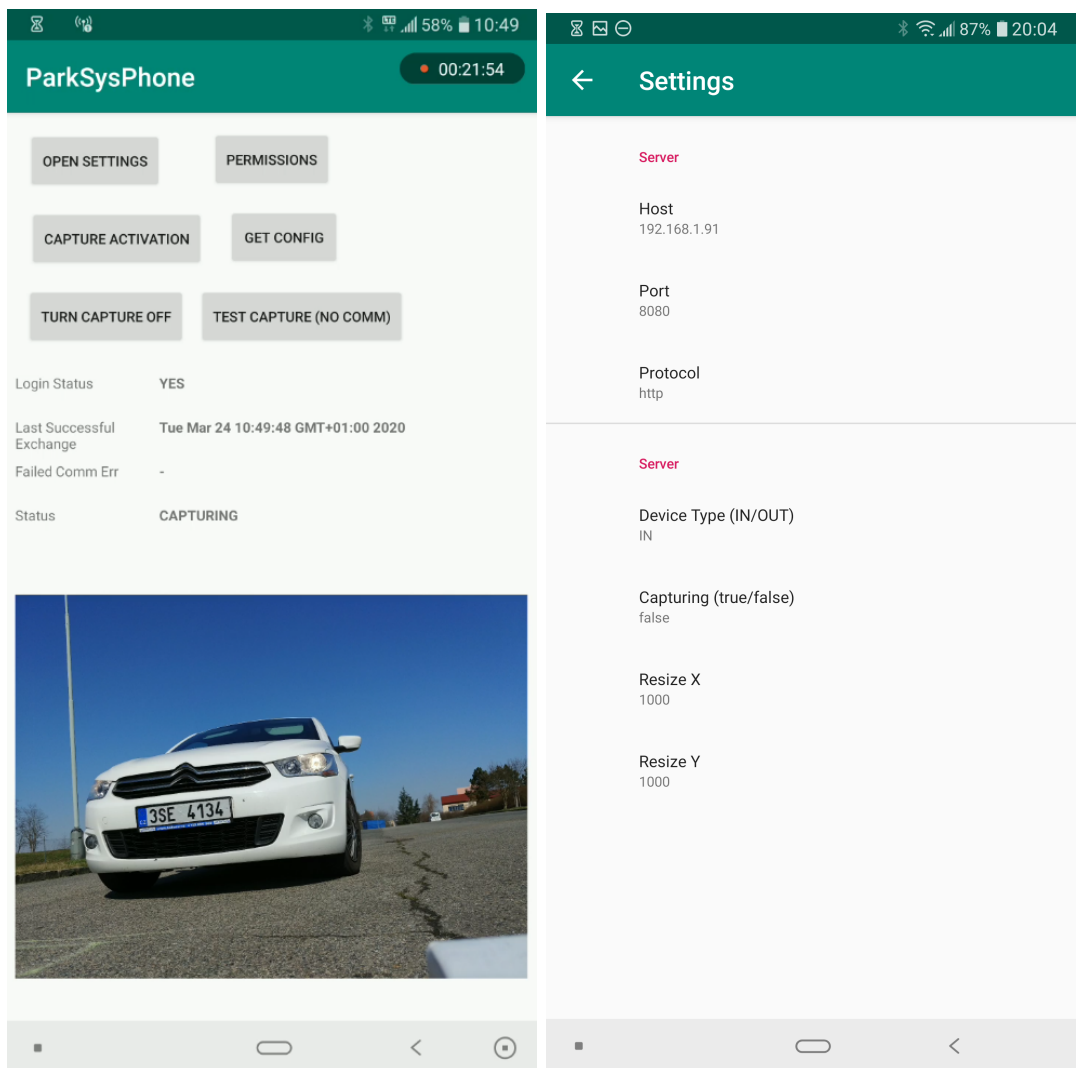 58% 10:49
ParkSysPhone
00:21:54
OPEN SETTINGS
PERMISSIONS
CAPTURE ACTIVATION
GET CONFIG
TURN CAPTURE OFF
TEST CAPTURE (NO COMM)
Login Status YES
Last Successful Tue Mar 24 10:49:48 GMT+01:00 2020
Exchange
Failed Comm Err -
Status CAPTURING
3SE 4134
87% 20:04
Settings
Server
Host
192.168.1.91
Port
8080
Protocol
http
Server
Device Type (IN/OUT)
IN
Capturing (true/false)
false
Resize X
1000
Resize Y
1000